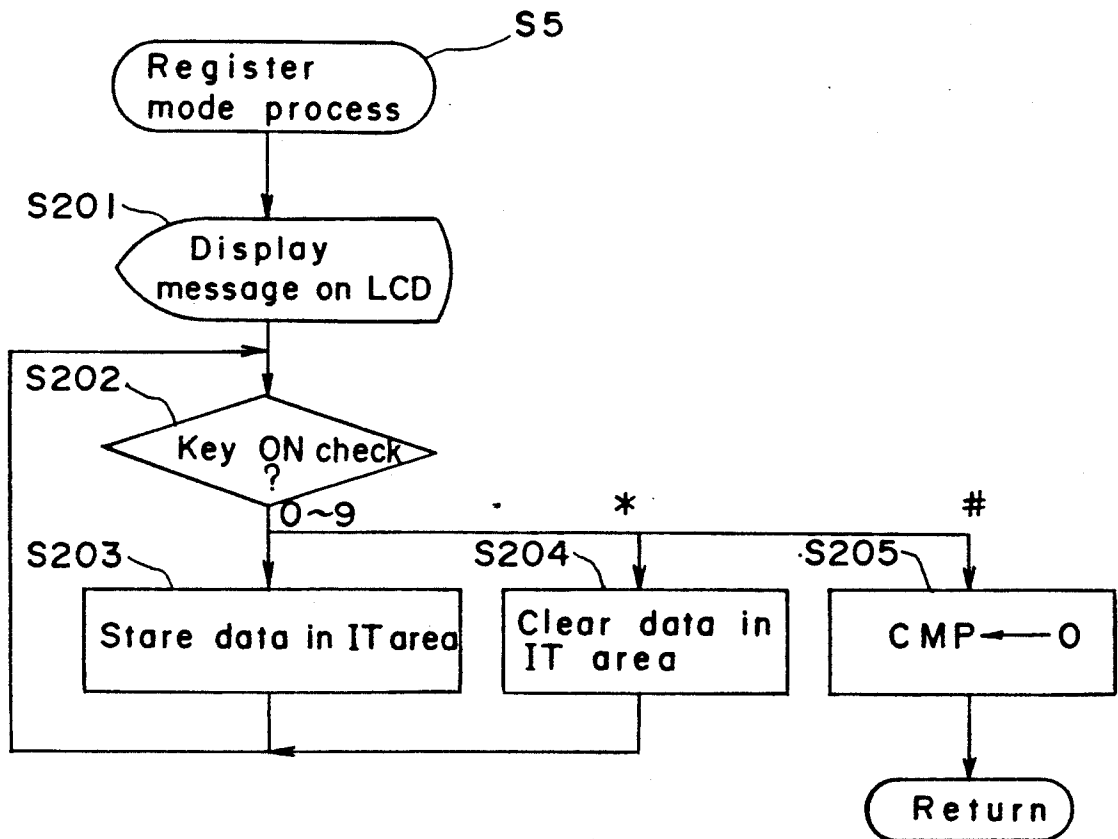 S5
Register
mode process
S201
Display
message on LCD
S202
Key ON check
?
0~9
*
#
S203
Stare data in IT area
S204
Clear data in
IT area
S205
CMP←0
Return